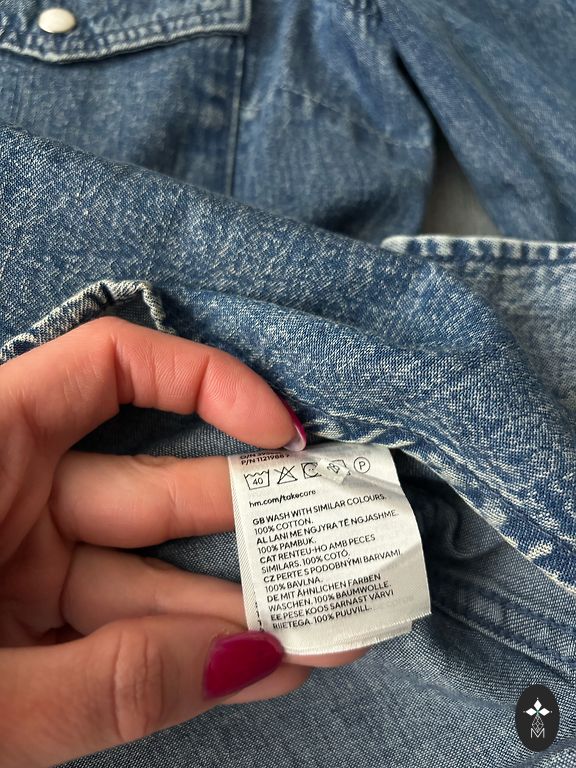 P/N 1121988
40 P
hm.com/takecare
GB WASH WITH SIMILAR COLOURS.
100% COTTON.
AL LANI ME NGJYRA TË NGJASHME.
100% PAMBUK.
CAT RENTEU-HO AMB PECES
SIMILARS. 100% COTÓ.
CZ PERTE S PODOBNÝMI BARVAMI
100% BAVLNA.
DE MIT ÄHNLICHEN FARBEN
WASCHEN. 100% BAUMWOLLE.
EE PESE KOOS SARNAST VÄRVI
RIIETEGA. 100% PUUVILL.
M